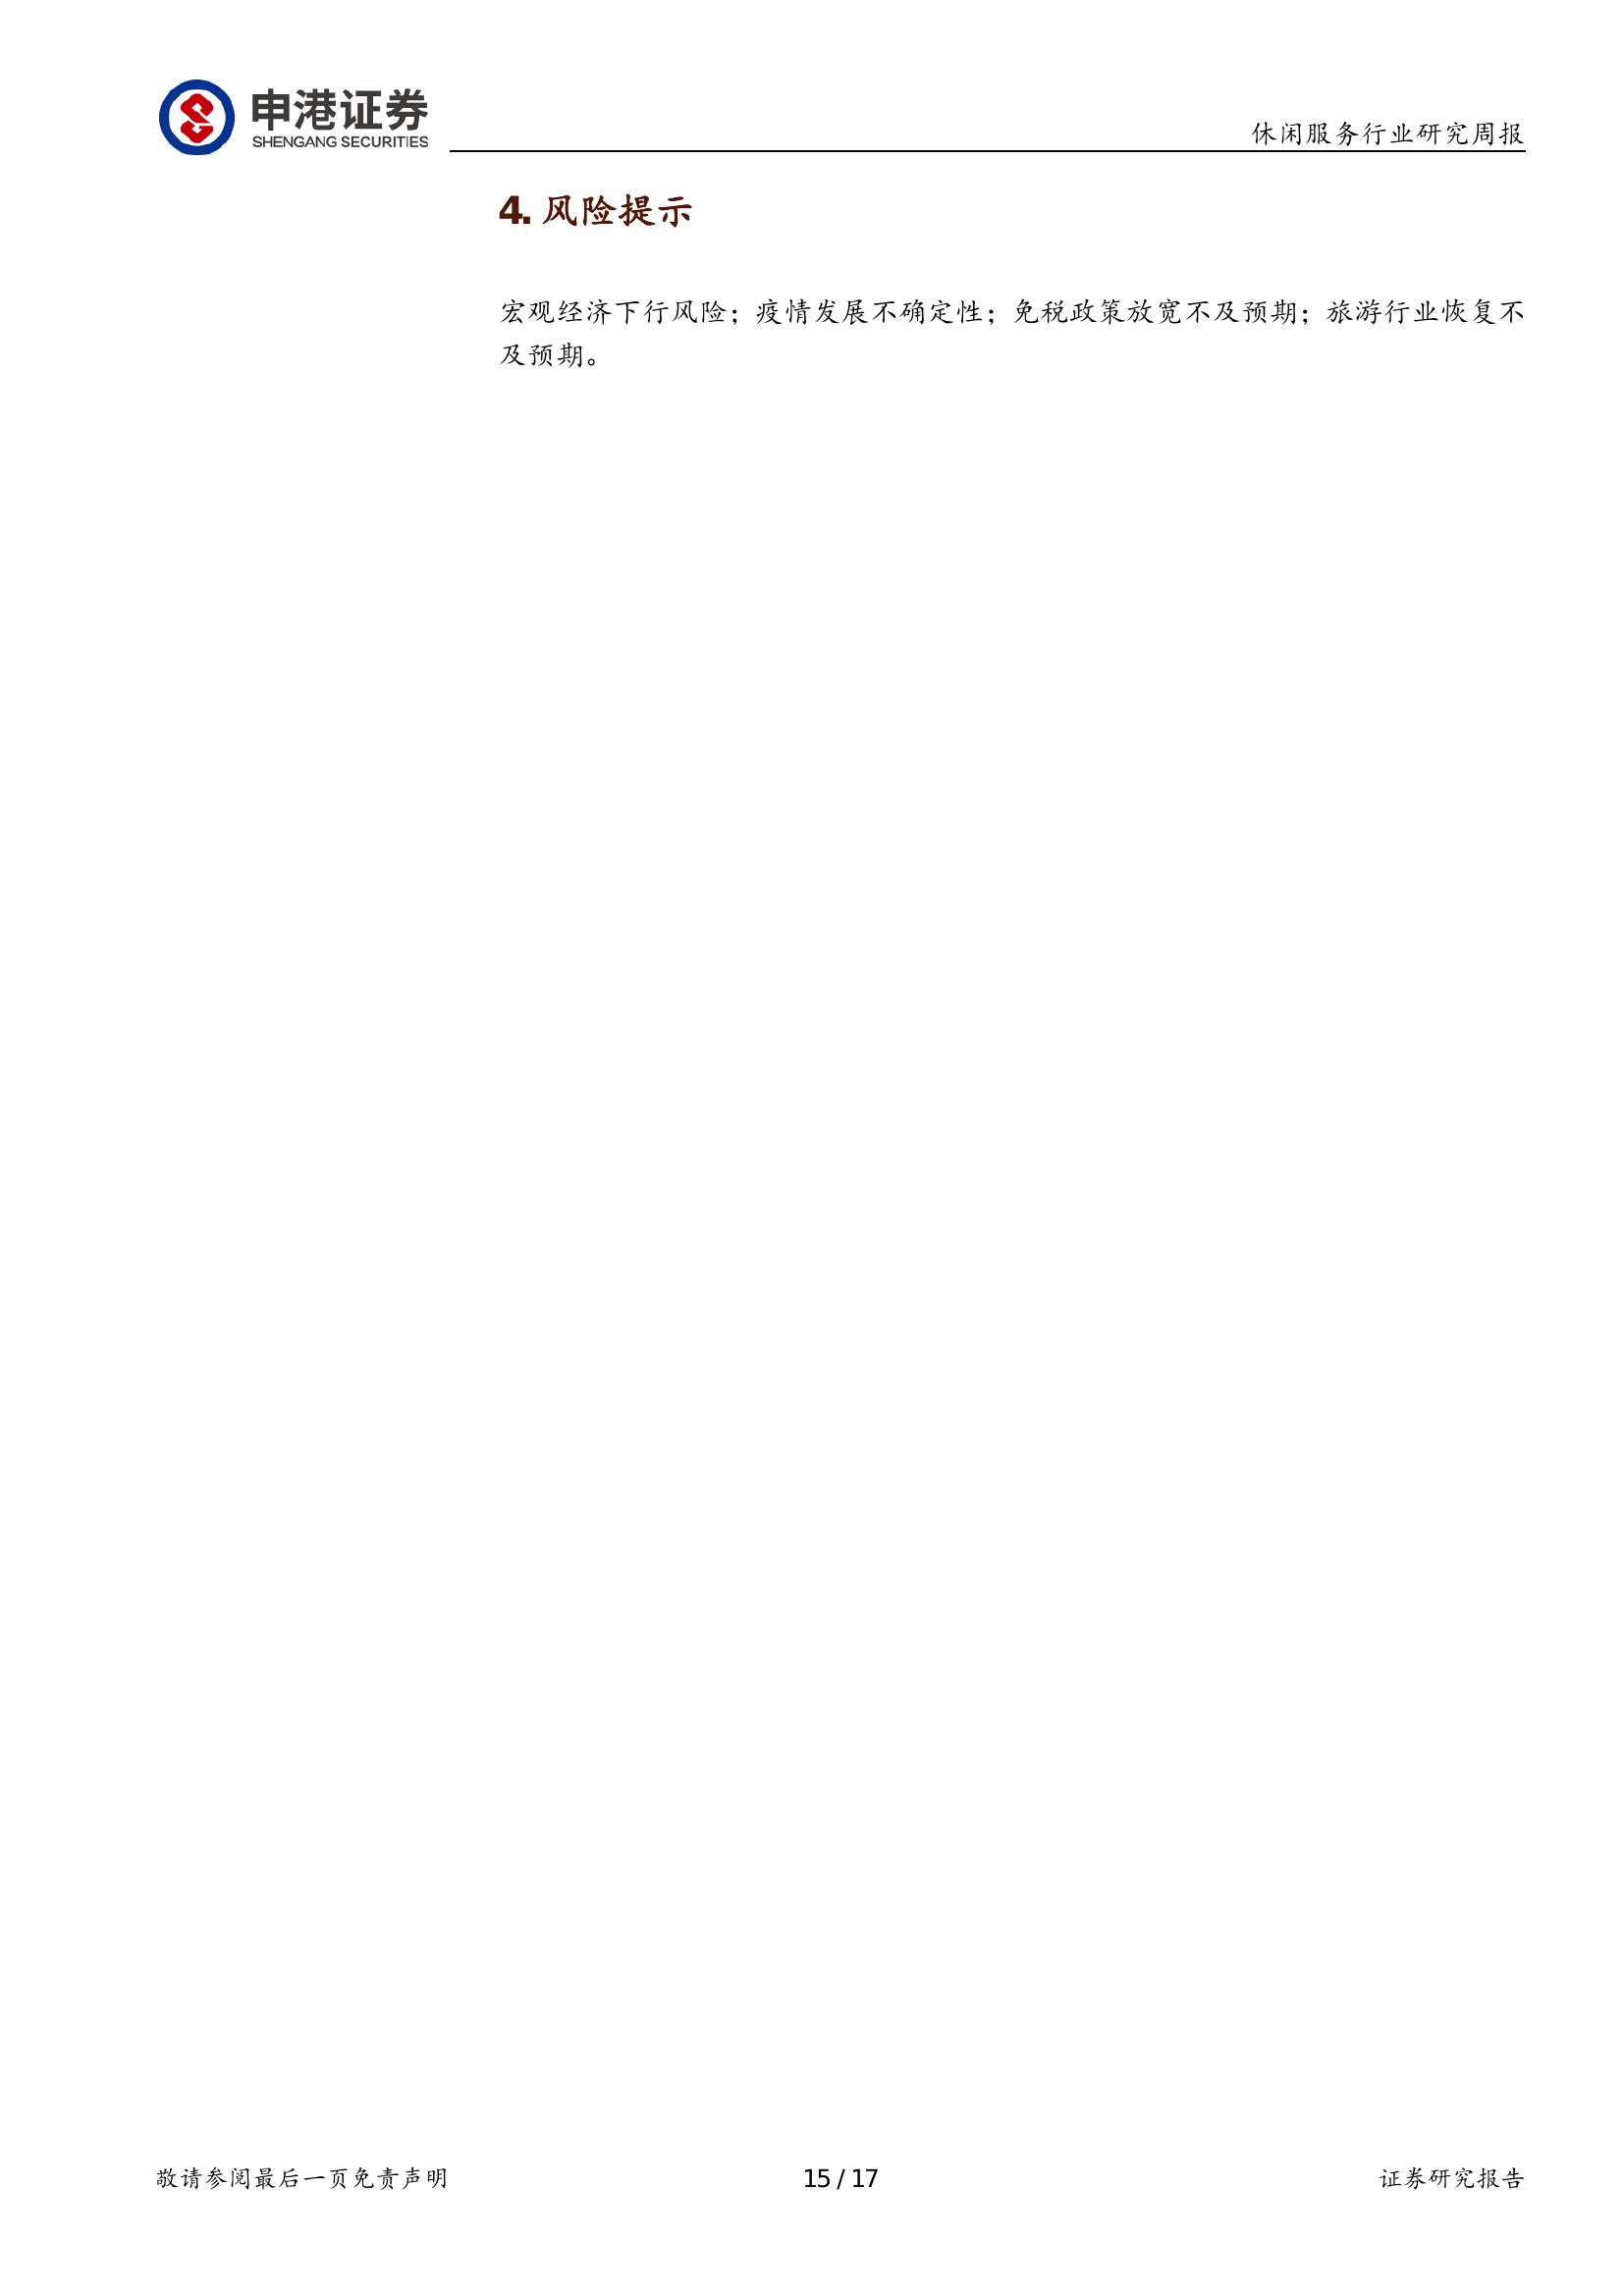 申港证券
SHENGANG SECURITIES
休闲服务行业研究周报
4. 风险提示
宏观经济下行风险；疫情发展不确定性；免税政策放宽不及预期；旅游行业恢复不
及预期。
敬请参阅最后一页免责声明
15 / 17
证券研究报告